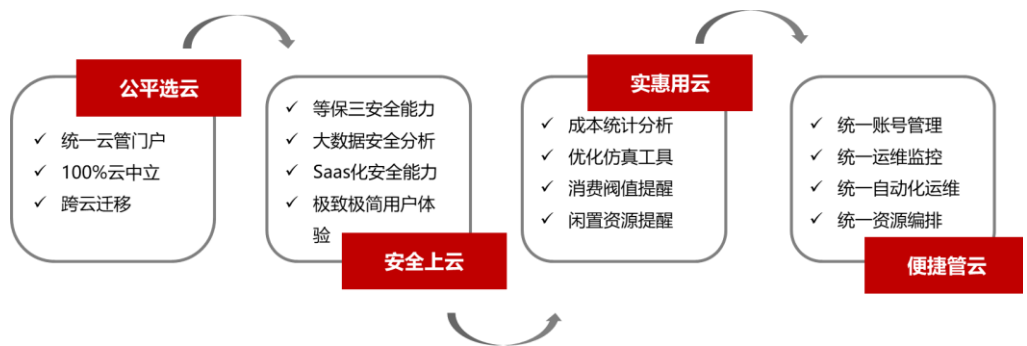 公平选云
统一云管门户
100%云中立
跨云迁移
等保三安全能力
大数据安全分析
Saas化安全能力
极致极简用户体
验
安全上云
实惠用云
成本统计分析
优化仿真工具
消费阀值提醒
闲置资源提醒
统一账号管理
统一运维监控
统一自动化运维
统一资源编排
便捷管云